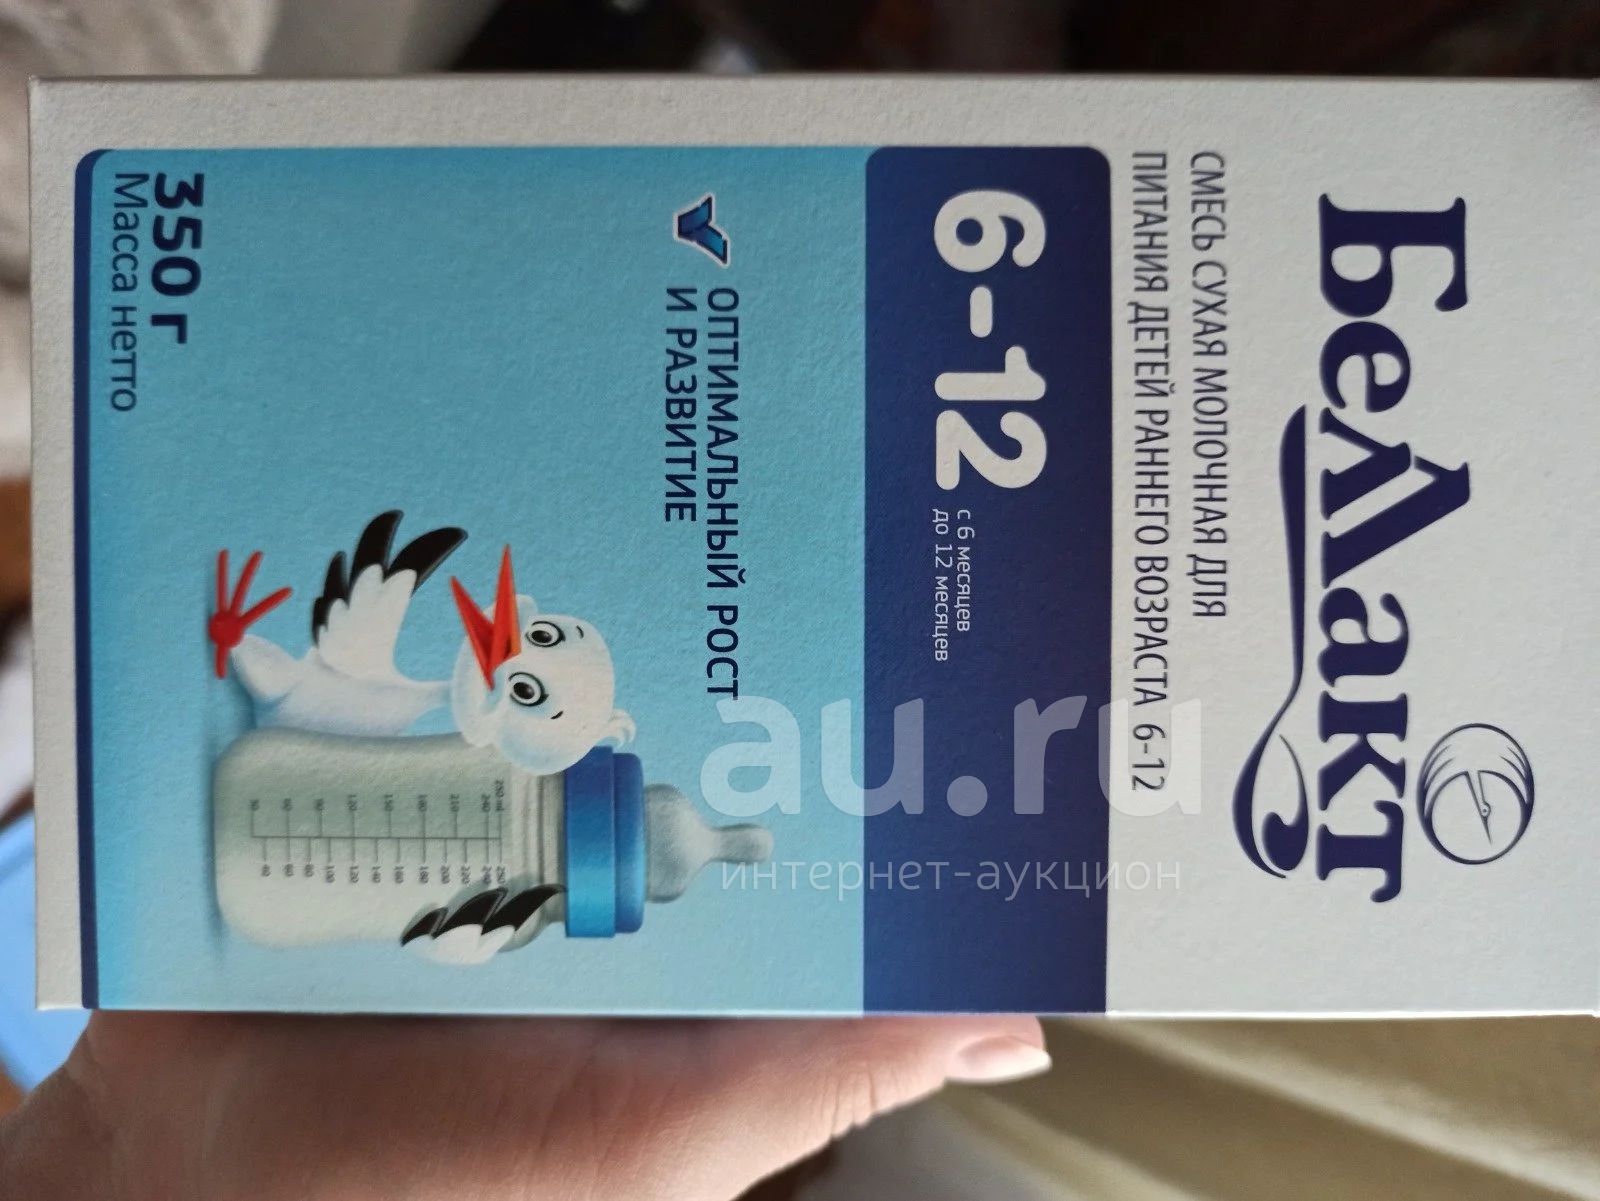 БеЛакт
СМЕСЬ СУХАЯ МОЛОЧНАЯ ДЛЯ
ПИТАНИЯ ДЕТЕЙ РАННЕГО ВОЗРАСТА 6-12
6-12
с 6 месяцев
до 12 месяцев
ОПТИМАЛЬНЫЙ РОСТ
И РАЗВИТИЕ
350 г
Масса нетто
au.ru
интернет-аукцион